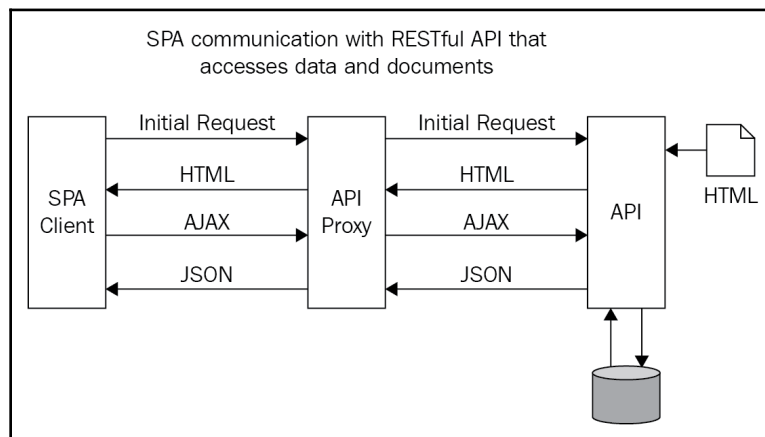 SPA communication with RESTful API that
accesses data and documents
Initial Request
Initial Request
HTML
HTML
HTML
SPA
Client
API
Proxy
API
AJAX
AJAX
JSON
JSON